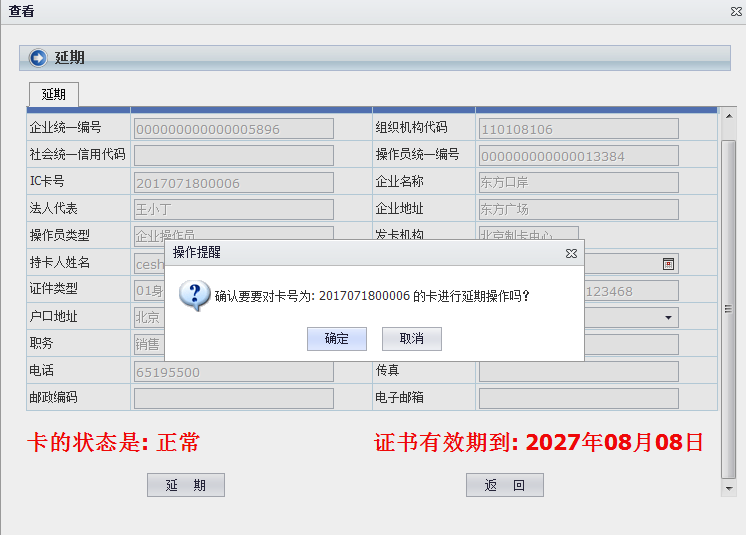 查看
延期
延期
企业统一编号 000000000000005896 组织机构代码 110108106
社会统一信用代码 操作员统一编号 000000000000013384
IC卡号 2017071800006 企业名称 东方口岸
法人代表 王小丁 企业地址 东方广场
操作员类型 企业操作员 发卡机构 北京制卡中心
操作提醒
持卡人姓名 cesh
证件类型 01身 123468
确认要要对卡号为: 2017071800006 的卡进行延期操作吗?
户口地址 北京
确定 取消
职务 销售
电话 65195500 传真
邮政编码 电子邮箱
卡的状态是: 正常 证书有效期到: 2027年08月08日
延 期 返 回